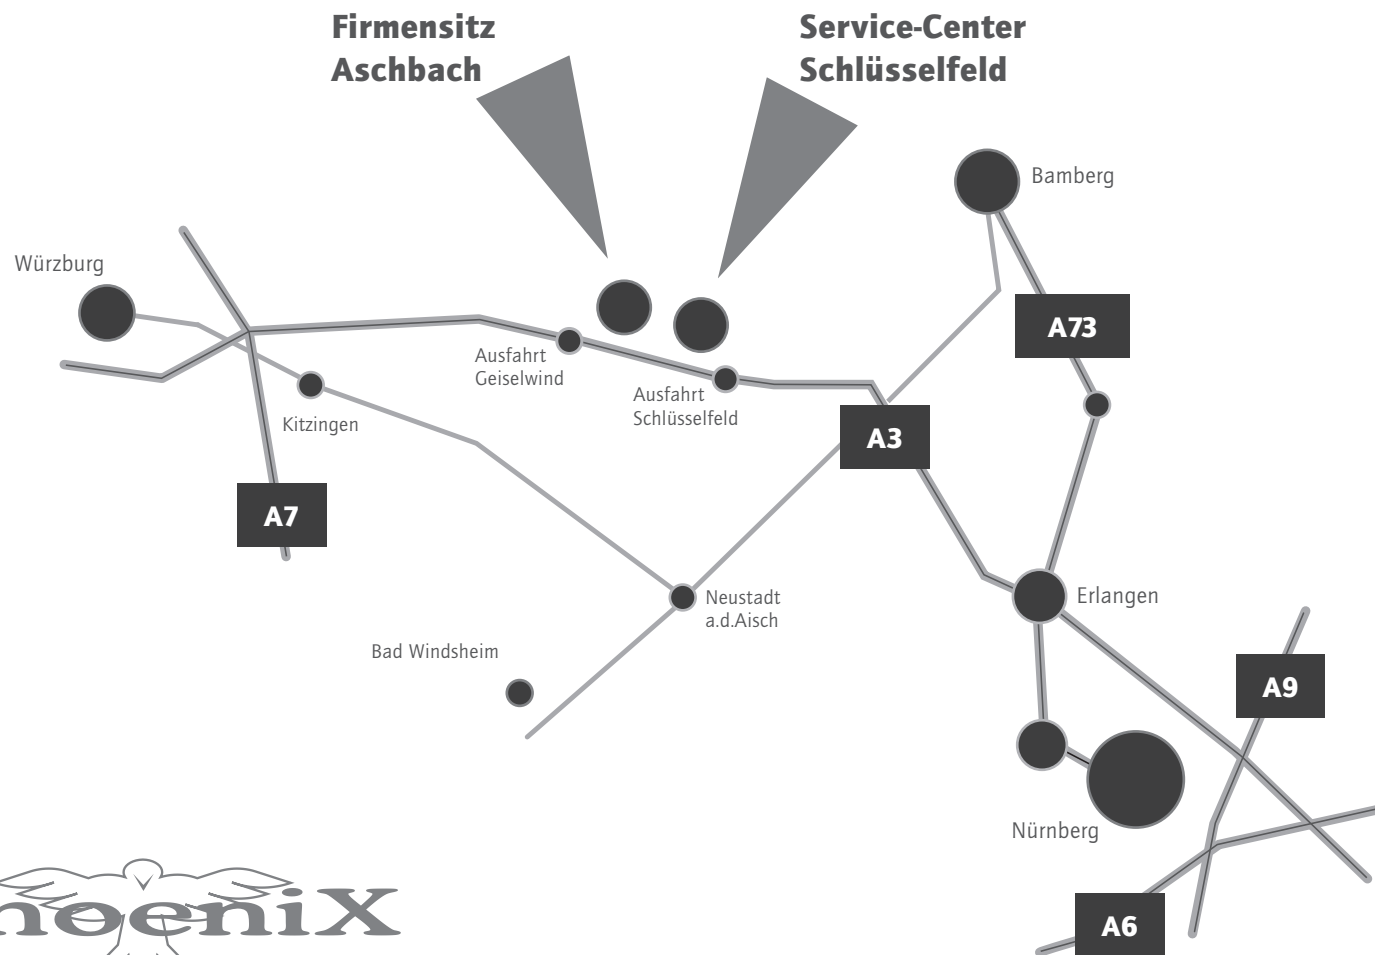 Firmensitz
Aschbach
Service-Center
Schlüsselfeld
Bamberg
Würzburg
A73
Ausfahrt
Geiselwind
Ausfahrt
Schlüsselfeld
Kitzingen
A3
A7
Neustadt
a.d.Aisch
Erlangen
Bad Windsheim
A9
Nürnberg
hoeniX
A6